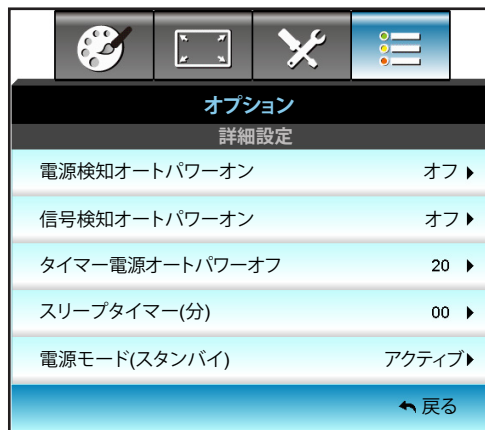 オプション
詳細設定
電源検知オートパワーオン オフ
信号検知オートパワーオン オフ
タイマー電源オートパワーオフ 20
スリープタイマー(分) 00
電源モード(スタンバイ) アクティブ
戻る